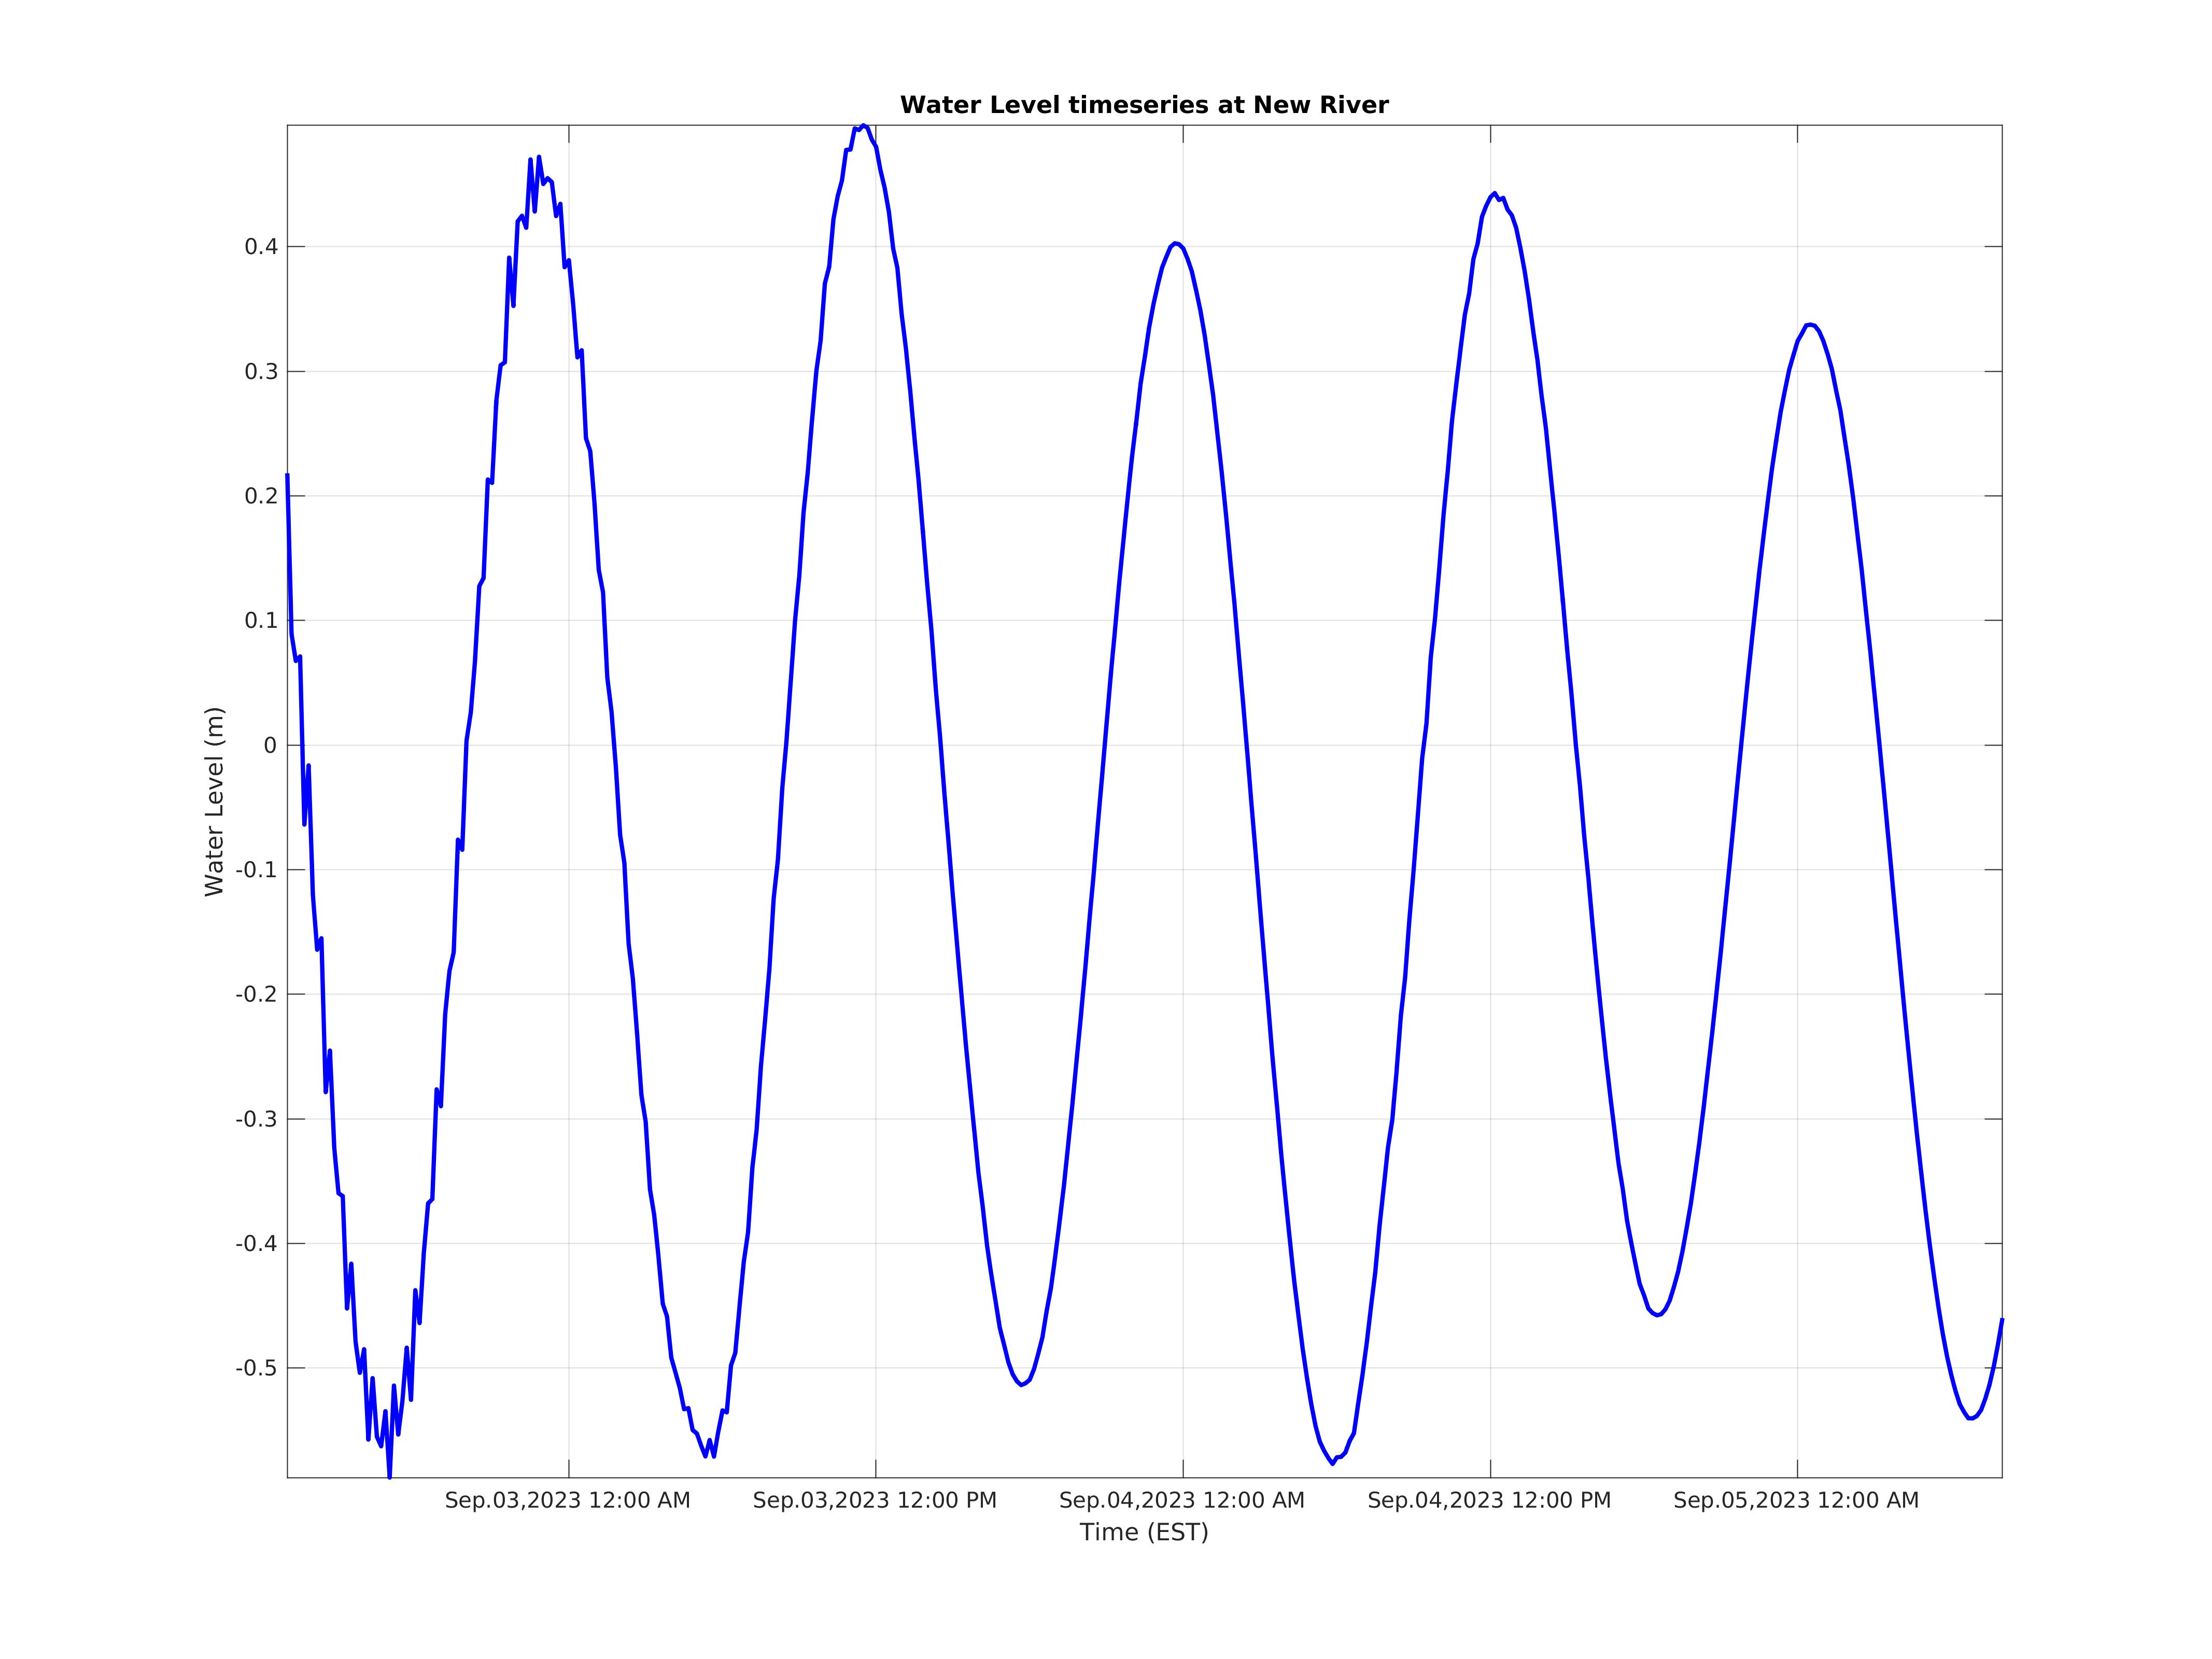 Water Level timeseries at New River
Water Level (m)
0.4
0.3
0.2
0.1
0
-0.1
-0.2
-0.3
-0.4
-0.5
Sep.03,2023 12:00 AM
Sep.03,2023 12:00 PM
Sep.04,2023 12:00 AM
Sep.04,2023 12:00 PM
Sep.05,2023 12:00 AM
Time (EST)